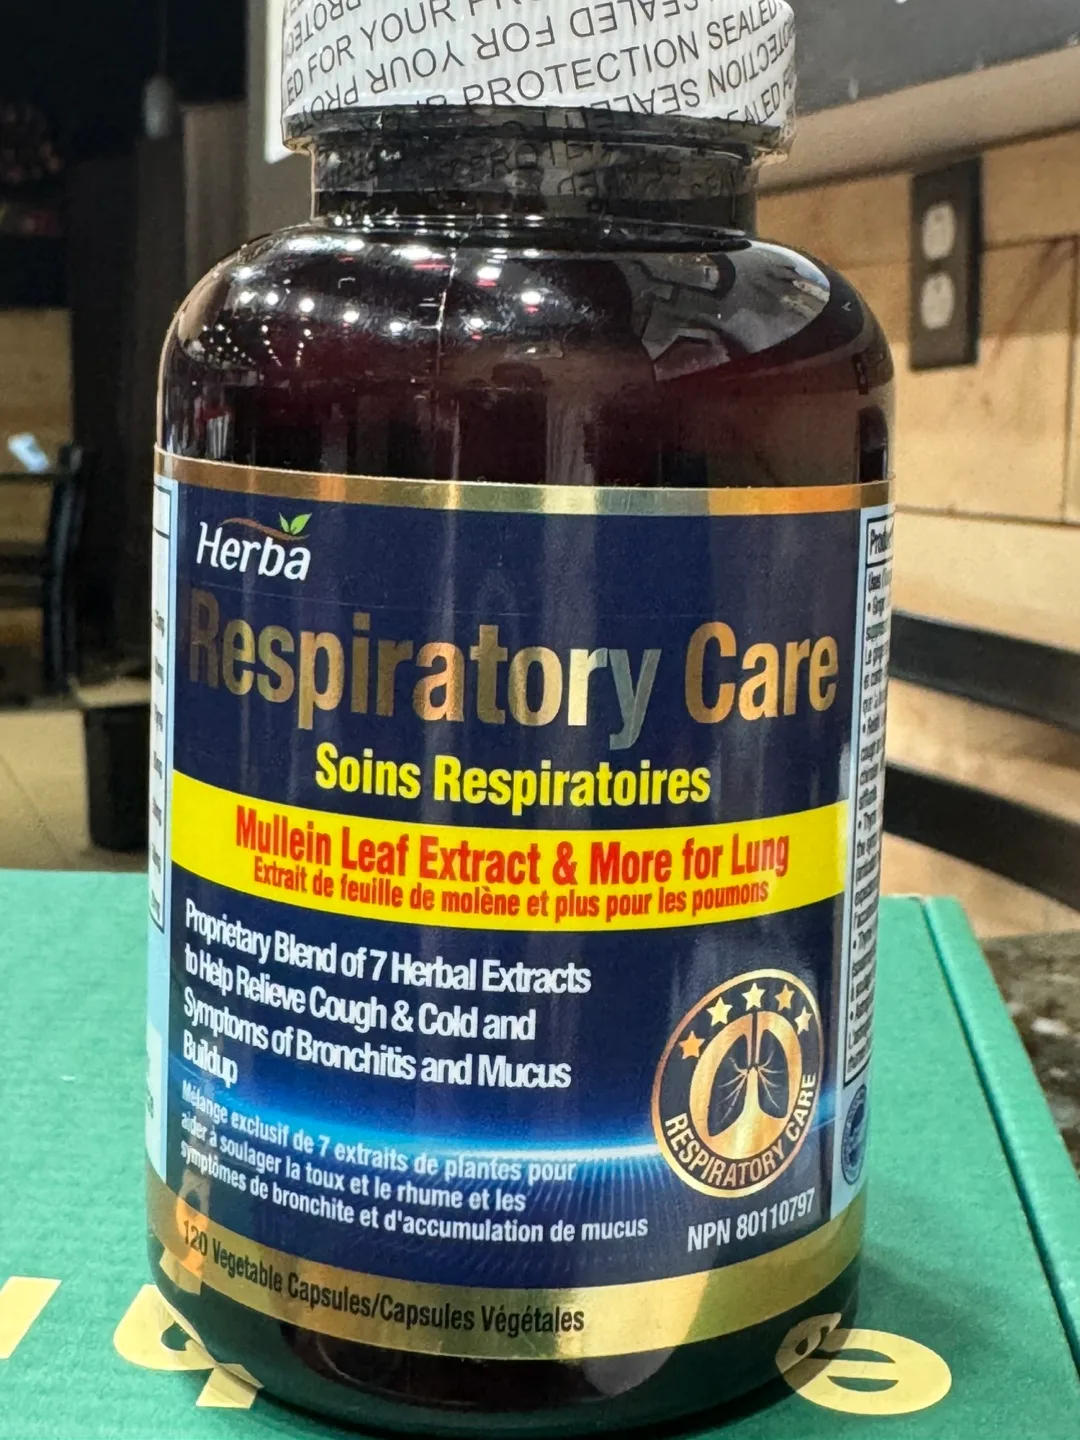 SEALED FOR YOUR
PROTECTION SEALED
Herba
Respiratory Care
Soins Respiratoires
Mullein Leaf Extract & More for Lung
Extrait de feuille de molène et plus pour les poumons
Proprietary Blend of 7 Herbal Extracts
to Help Relieve Cough & Cold and
Symptoms of Bronchitis and Mucus
Buildup
Mélange exclusif de 7 extraits de plantes pour
aider à soulager la toux et le rhume et les
symptômes de bronchite et d'accumulation de mucus
RESPIRATORY CARE
NPN 80110797
120 Vegetable Capsules/Capsules Végétales